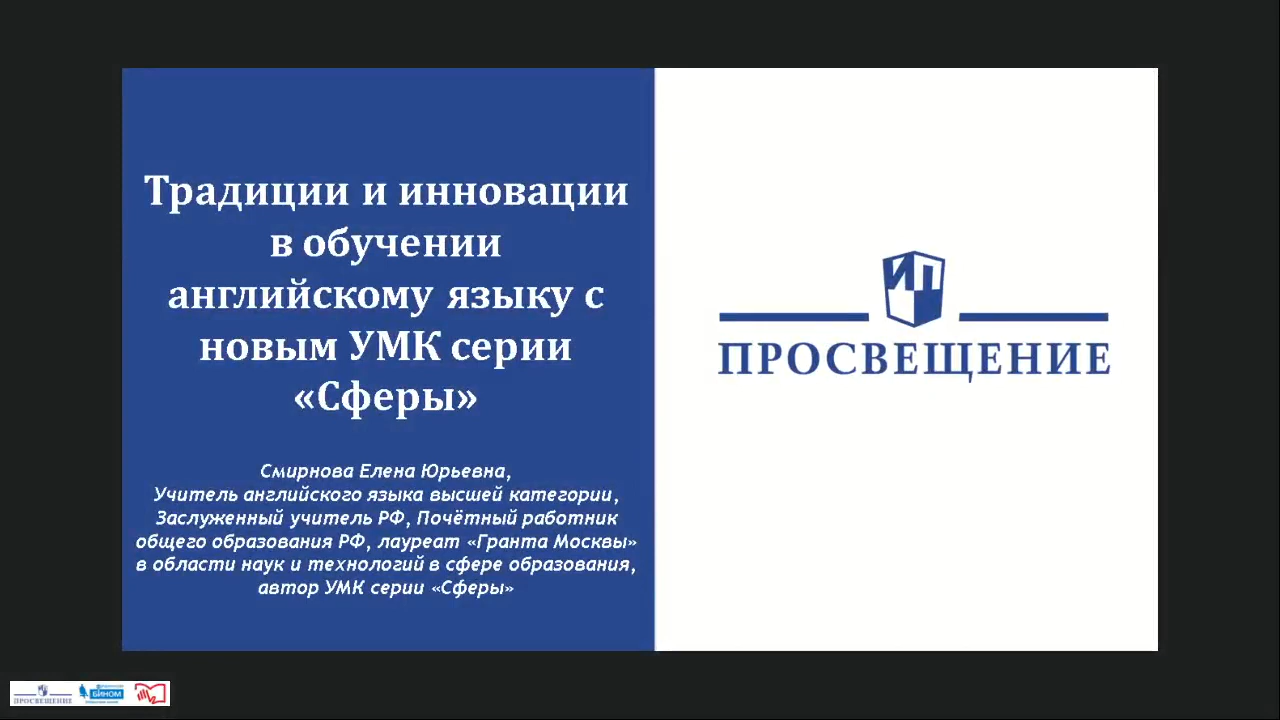 Традиции и инновации
в обучении
английскому языку с
новым УМК серии
«Сферы»
Смирнова Елена Юрьевна,
Учитель английского языка высшей категории,
Заслуженный учитель РФ, Почётный работник
общего образования РФ, лауреат «Гранта Москвы»
в области наук и технологий в сфере образования,
автор УМК серии «Сферы»
ИП
ПРОСВЕЩЕНИЕ
ПРОСВЕЩЕНИЕ
БИНОМ